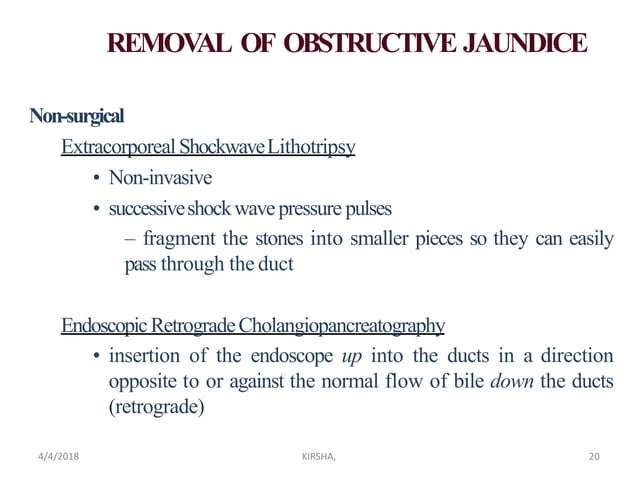 REMOVAL OF OBSTRUCTIVE JAUNDICE
Non-surgical
Extracorporeal Shockwave Lithotripsy
• Non-invasive
• successive shock wave pressure pulses
– fragment the stones into smaller pieces so they can easily
pass through the duct
Endoscopic Retrograde Cholangiopancreatography
• insertion of the endoscope up into the ducts in a direction
opposite to or against the normal flow of bile down the ducts
(retrograde)
4/4/2018 KIRSHA, 20